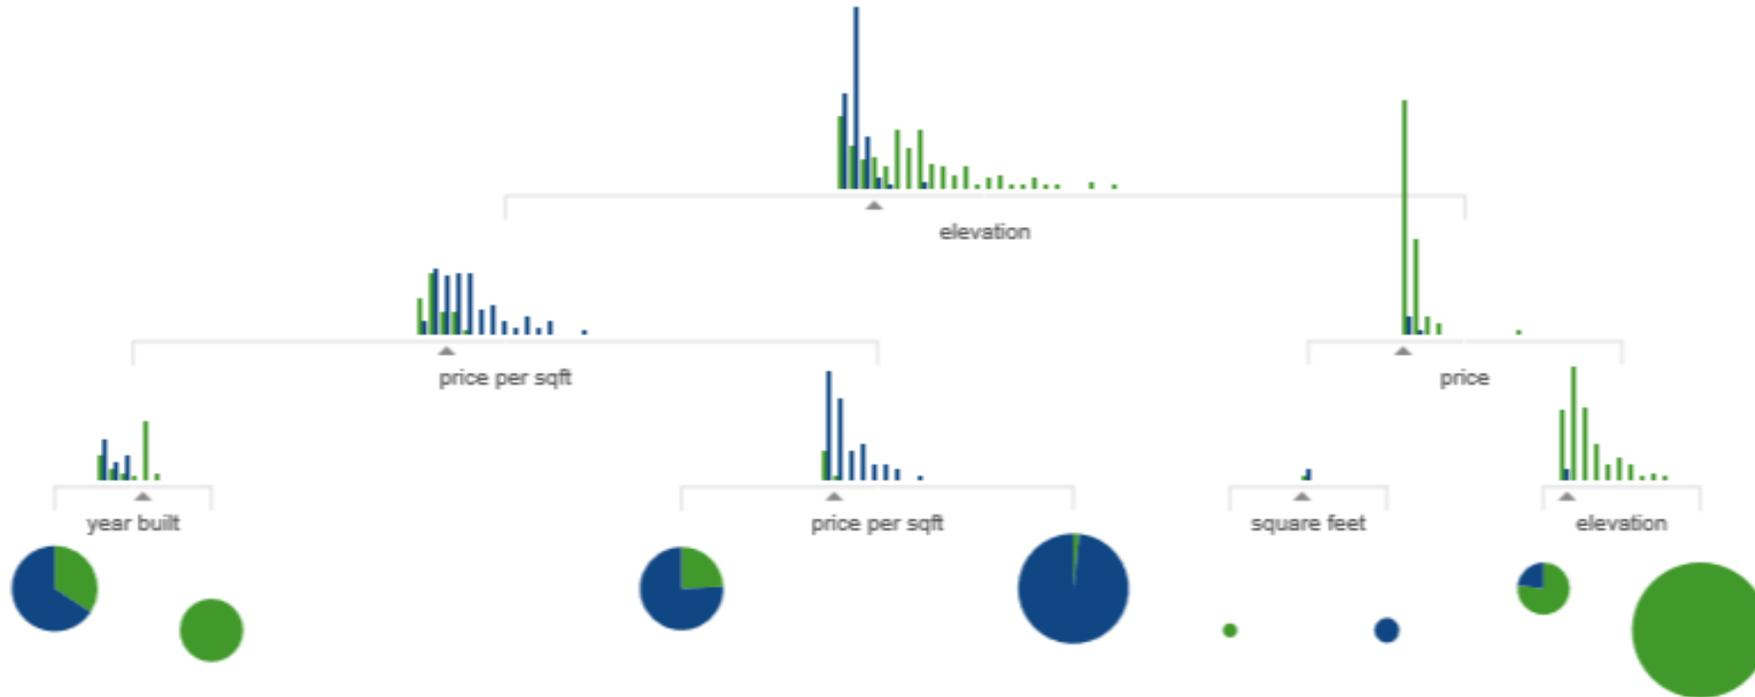 elevation
price per sqft
price
year built
price per sqft
square feet
elevation